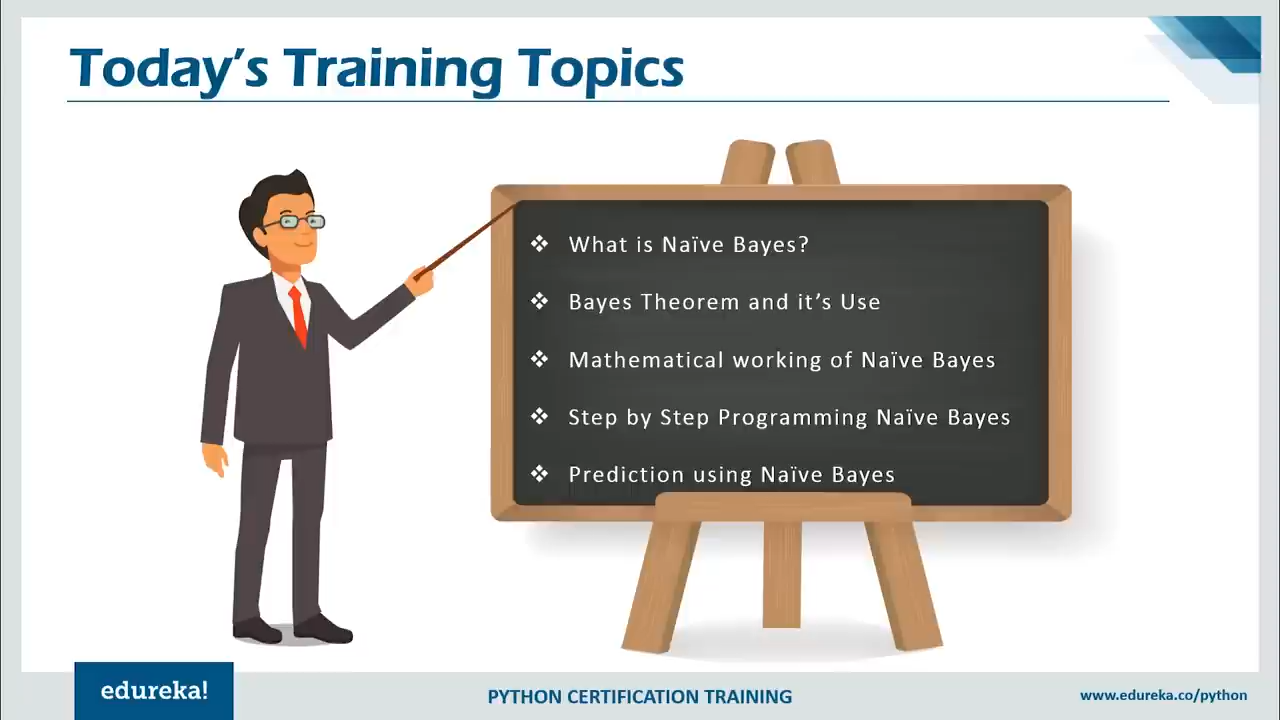 Today's Training Topics
❖ What is Naïve Bayes?
❖ Bayes Theorem and it's Use
❖ Mathematical working of Naïve Bayes
❖ Step by Step Programming Naïve Bayes
❖ Prediction using Naïve Bayes
edureka!
PYTHON CERTIFICATION TRAINING
www.edureka.co/python